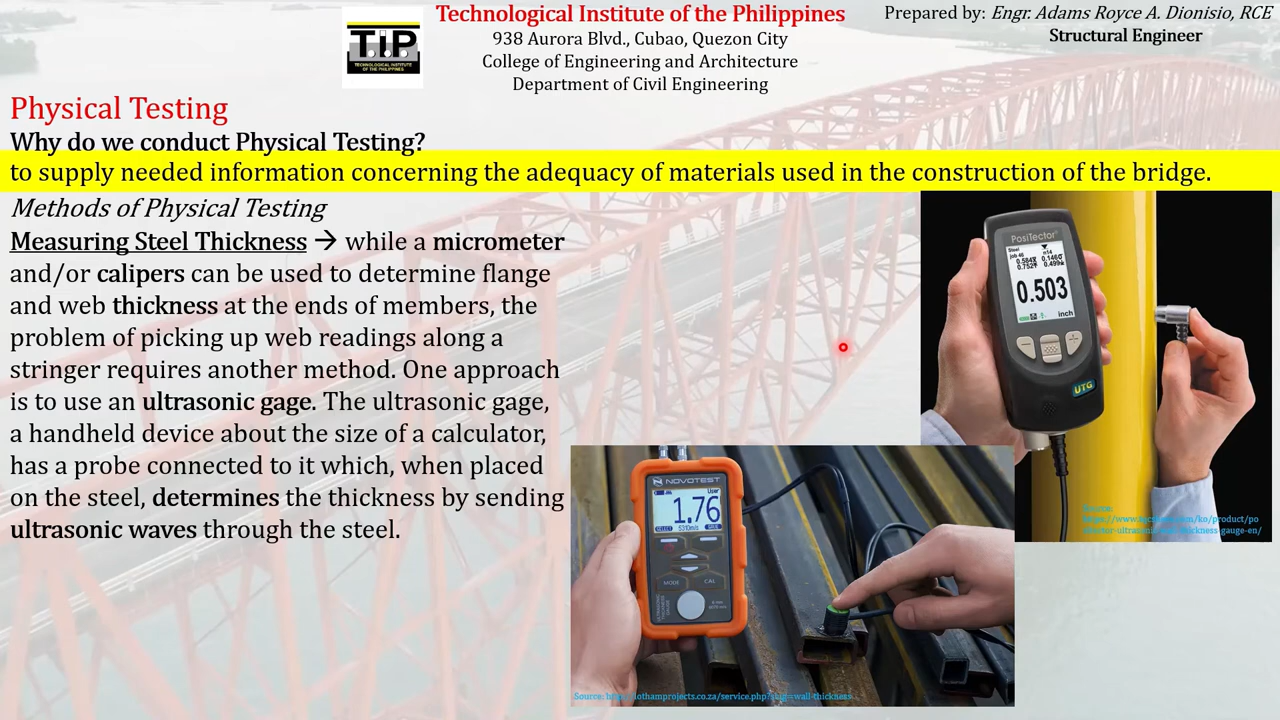 Technological Institute of the Philippines
938 Aurora Blvd., Cubao, Quezon City
College of Engineering and Architecture
Department of Civil Engineering
Prepared by: Engr. Adams Royce A. Dionisio, RCE
Structural Engineer
T.I.P
TECHNOLOGICAL INSTITUTE
OF THE PHILIPPINES
Physical Testing
Why do we conduct Physical Testing?
to supply needed information concerning the adequacy of materials used in the construction of the bridge.
Methods of Physical Testing
Measuring Steel Thickness → while a micrometer
and/or calipers can be used to determine flange
and web thickness at the ends of members, the
problem of picking up web readings along a
stringer requires another method. One approach
is to use an ultrasonic gage. The ultrasonic gage,
a handheld device about the size of a calculator,
has a probe connected to it which, when placed
on the steel, determines the thickness by sending
ultrasonic waves through the steel.
PosiTector
Steel
n14
0.503
inch
UTG
Source:
NOVOTEST
1.76
MODE
CAL
Source: